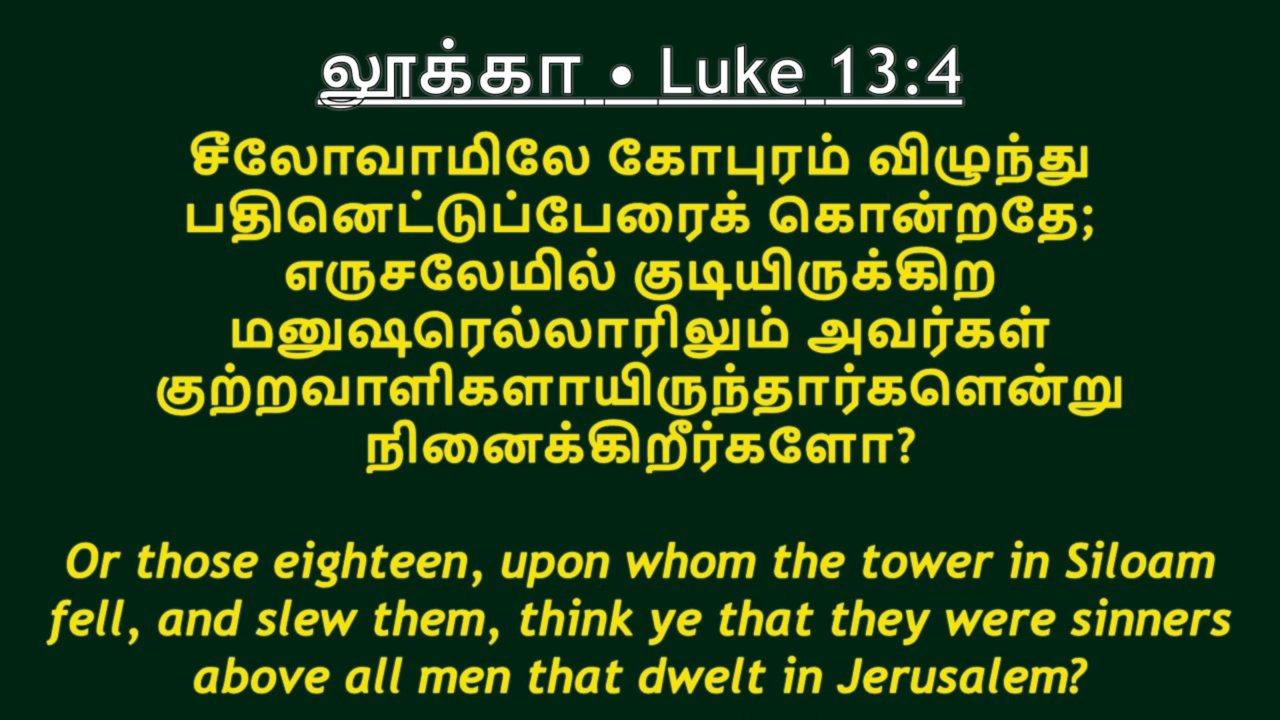 லூக்கா • Luke 13:4
சீலோவாமிலே கோபுரம் விழுந்து
பதினெட்டுப்பேரைக் கொன்றதே;
எருசலேமில் குடியிருக்கிற
மனுஷரெல்லாரிலும் அவர்கள்
குற்றவாளிகளாயிருந்தார்களென்று
நினைக்கிறீர்களோ?
Or those eighteen, upon whom the tower in Siloam
fell, and slew them, think ye that they were sinners
above all men that dwelt in Jerusalem?